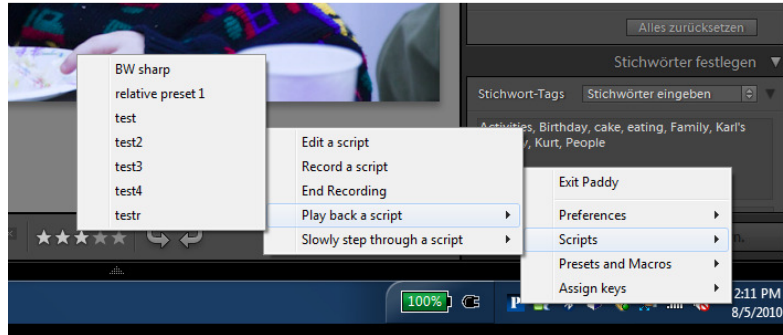 Alles zurücksetzen
Stichwörter festlegen
Stichwort-Tags Stichwörter eingeben
Activities, Birthday, cake, eating, Family, Karl's
, Kurt, People
BW sharp
relative preset 1
test
test2
test3
test4
testr
Edit a script
Record a script
End Recording
Play back a script
Slowly step through a script
Exit Paddy
Preferences
Scripts
Presets and Macros
Assign keys
100%
P
2:11 PM
8/5/2010